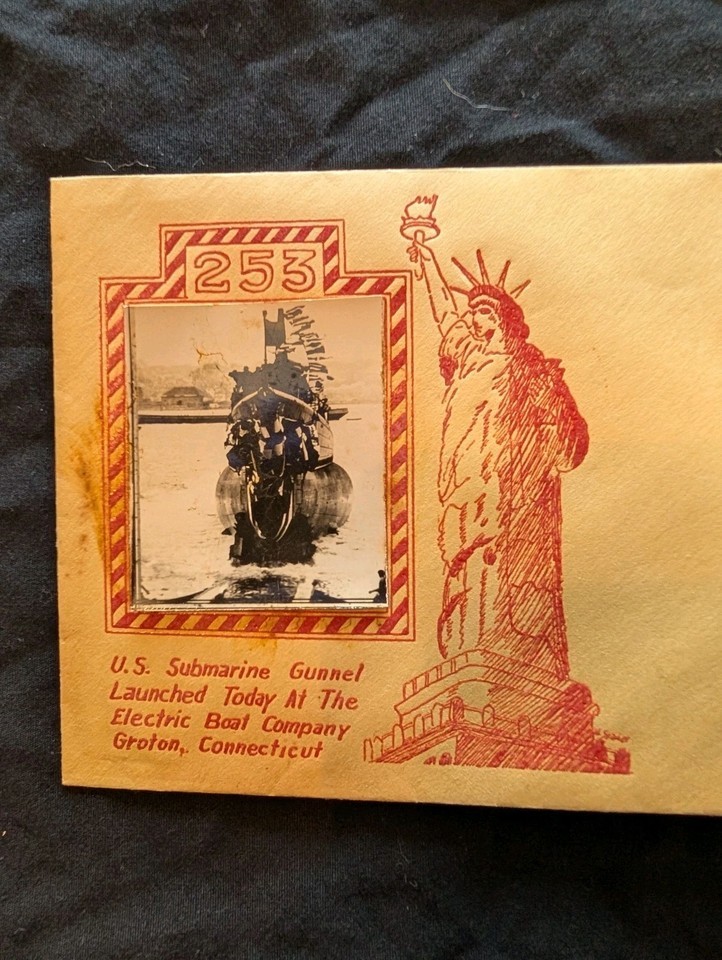 253
U.S. Submarine Gunnel
Launched Today At The
Electric Boat Company
Groton, Connecticut